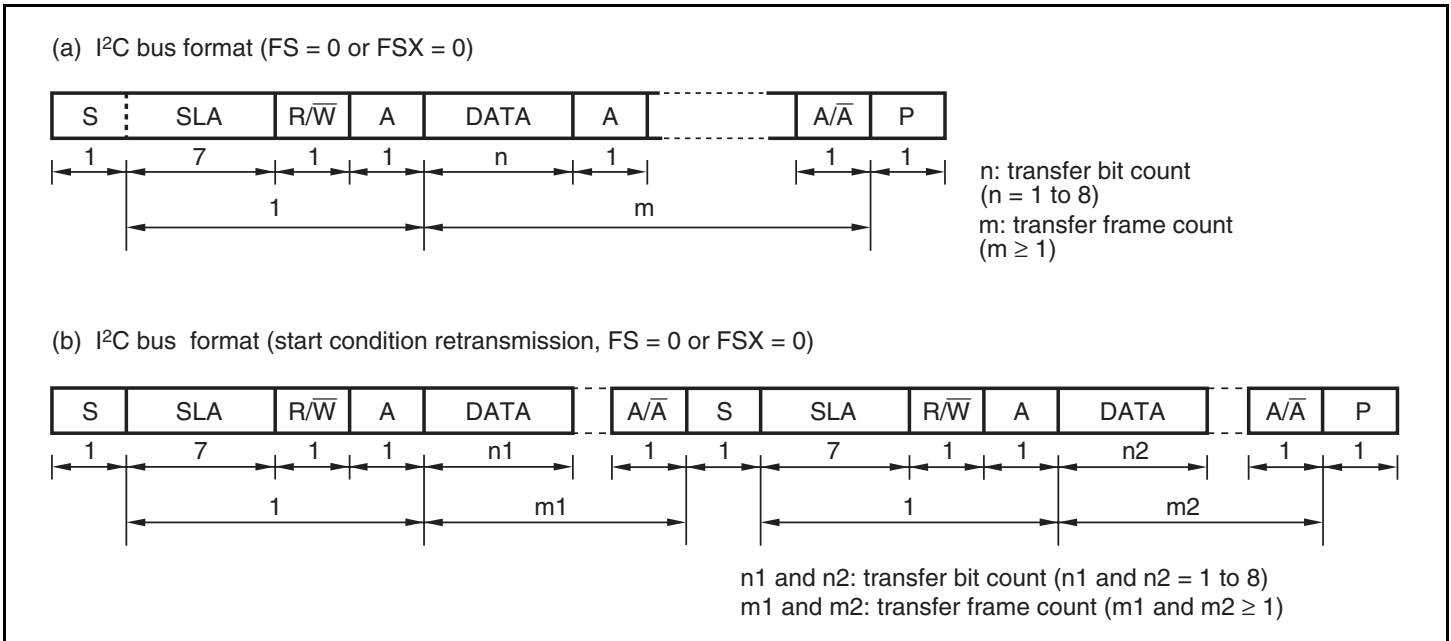 (a) I²C bus format (FS = 0 or FSX = 0)
S SLA R/W̅ A DATA A A/A̅ P
1 7 1 1 n 1 1 1
1 m
n: transfer bit count
(n = 1 to 8)
m: transfer frame count
(m ≥ 1)
(b) I²C bus format (start condition retransmission, FS = 0 or FSX = 0)
S SLA R/W̅ A DATA A/A̅ S SLA R/W̅ A DATA A/A̅ P
1 7 1 1 n1 1 1 7 1 1 n2 1 1
1 m1 1 m2
n1 and n2: transfer bit count (n1 and n2 = 1 to 8)
m1 and m2: transfer frame count (m1 and m2 ≥ 1)